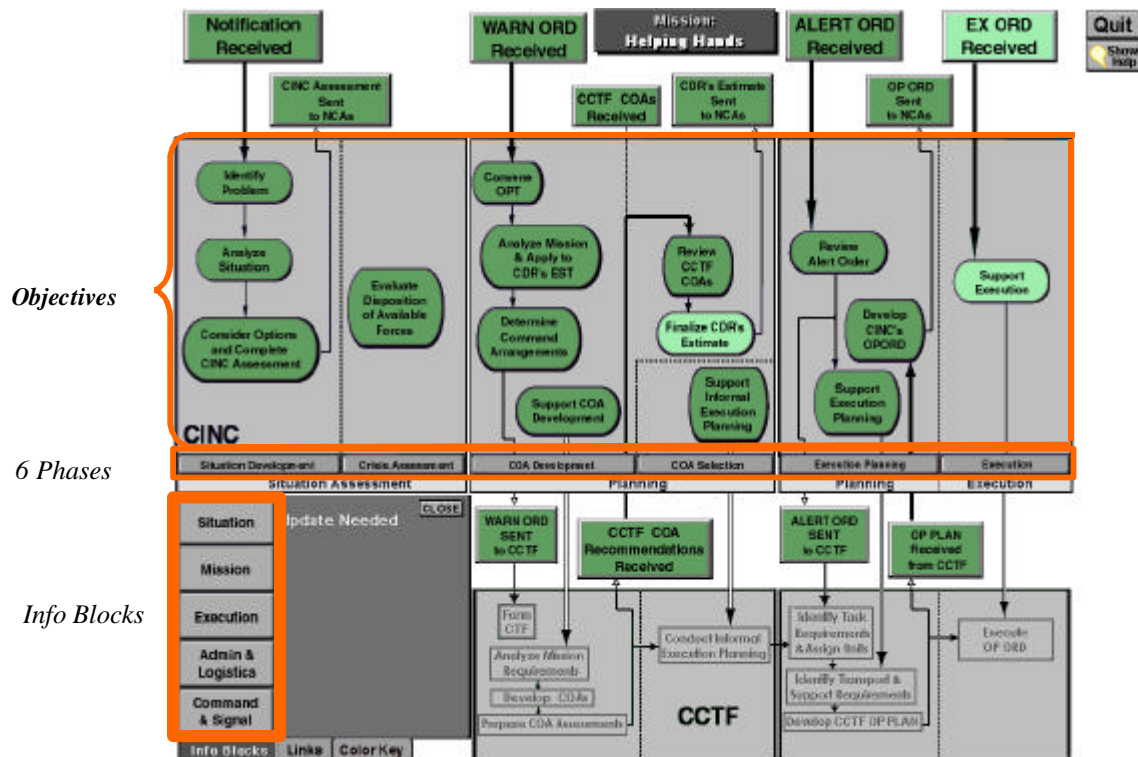 Notification
Received
WARN ORD
Received
Mission:
Helping Hands
ALERT ORD
Received
EX ORD
Received
Quit
Show
Help
CINC Assessment
Sent
to NCAs
CCTF COAs
Received
CDR's Estimate
Sent
to NCAs
OP ORD
Sent
to NCAs
Objectives
Identify
Problem
Analyze
Situation
Consider Options
and Complete
CINC Assessment
Evaluate
Disposition
of Available
Forces
Convene
OPT
Analyze Mission
& Apply to
CDR's EST
Determine
Command
Arrangements
Support COA
Development
Review
CCTF
COAs
Finalize CDR's
Estimate
Support
Informal
Execution
Planning
Review
Alert Order
Develop
CINC's
OPORD
Support
Execution
Planning
Support
Execution
CINC
6 Phases
Situation Development
Crisis Assessment
COA Development
COA Selection
Execution Planning
Execution
Situation Assessment
Planning
Planning
Execution
Info Blocks
Situation
Mission
Execution
Admin &
Logistics
Command
& Signal
Update Needed
CLOSE
Info Blocks
Links
Color Key
WARN ORD
SENT
to CCTF
CCTF COA
Recommendations
Received
ALERT ORD
SENT
to CCTF
OP PLAN
Received
from CCTF
Form
CTF
Analyze Mission
Requirements
Develop COAs
Prepare COA Assessments
Conduct Informal
Execution Planning
CCTF
Identify Task
Requirements
& Assign Units
Identify Transport &
Support Requirements
Develop CCTF OP PLAN
Execute
OP ORD